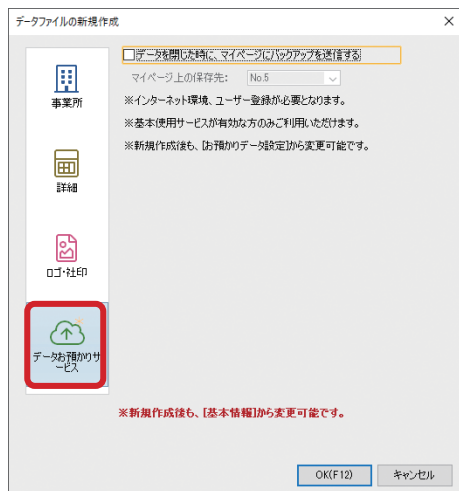 データファイルの新規作成
データを閉じた時に、マイページにバックアップを送信する
マイページ上の保存先: No.5
※インターネット環境、ユーザー登録が必要となります。
※基本使用サービスが有効な方のみご利用いただけます。
※新規作成後も、[お預かりデータ設定]から変更可能です。
事業所
詳細
ロゴ・社印
データお預かりサ
ービス
※新規作成後も、[基本情報]から変更可能です。
OK(F12) キャンセル